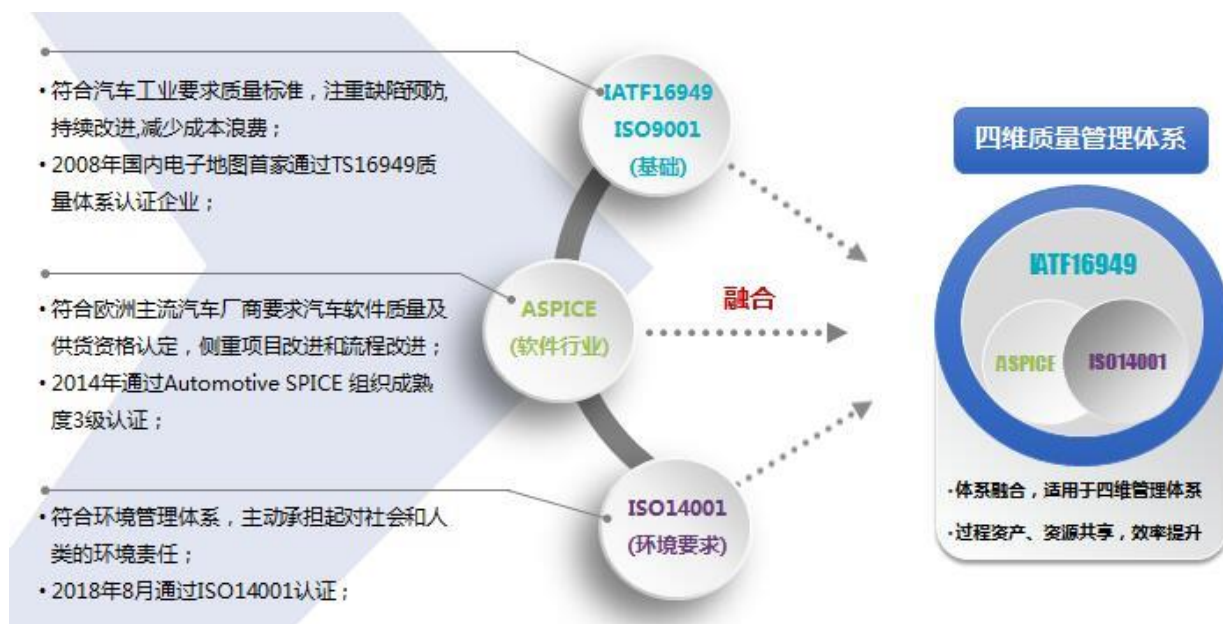 • 符合汽车工业要求质量标准，注重缺陷预防,
持续改进,减少成本浪费；
• 2008年国内电子地图首家通过TS16949质
量体系认证企业；
IATF16949
ISO9001
(基础)
• 符合欧洲主流汽车厂商要求汽车软件质量及
供货资格认定，侧重项目改进和流程改进；
• 2014年通过Automotive SPICE 组织成熟
度3级认证；
ASPICE
(软件行业)
• 符合环境管理体系，主动承担起对社会和人
类的环境责任；
• 2018年8月通过ISO14001认证；
ISO14001
(环境要求)
融合
四维质量管理体系
IATF16949
ASPICE
ISO14001
·体系融合，适用于四维管理体系
·过程资产、资源共享，效率提升